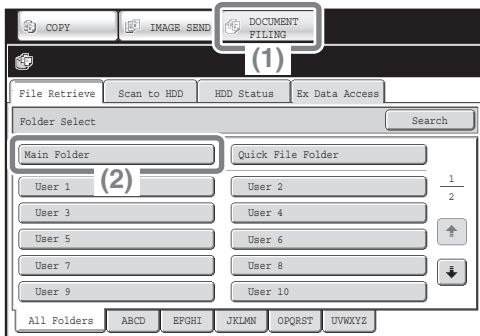 COPY
IMAGE SEND
DOCUMENT
FILING
(1)
File Retrieve
Scan to HDD
HDD Status
Ex Data Access
Folder Select
Search
Main Folder
Quick File Folder
(2)
User 1
User 2
1
2
User 3
User 4
User 5
User 6
User 7
User 8
User 9
User 10
All Folders
ABCD
EFGHI
JKLMN
OPQRST
UVWXYZ